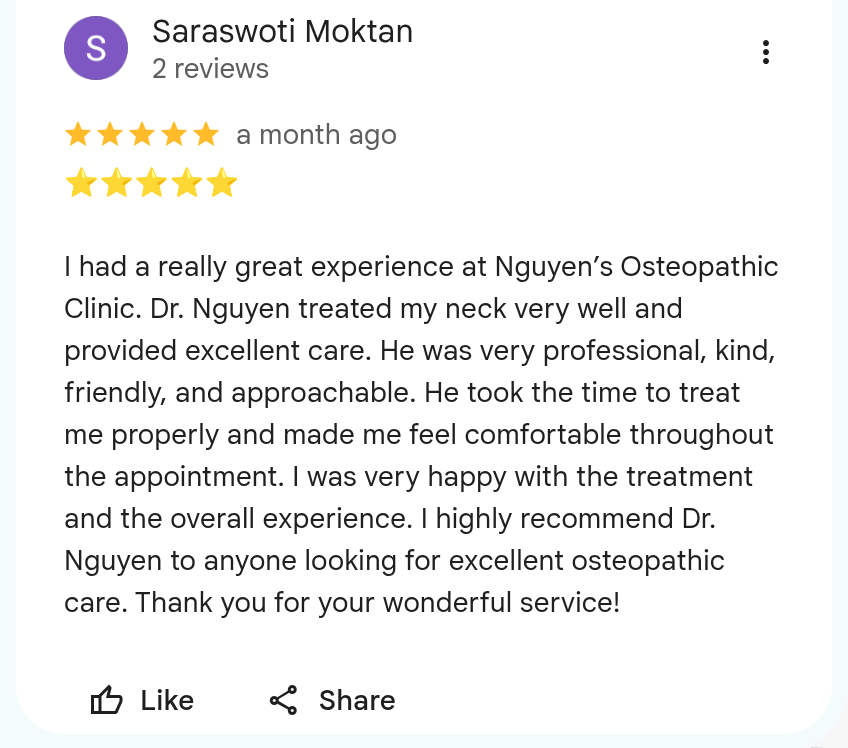 S
Saraswoti Moktan
2 reviews
a month ago
⭐⭐⭐⭐⭐
I had a really great experience at Nguyen’s Osteopathic
Clinic. Dr. Nguyen treated my neck very well and
provided excellent care. He was very professional, kind,
friendly, and approachable. He took the time to treat
me properly and made me feel comfortable throughout
the appointment. I was very happy with the treatment
and the overall experience. I highly recommend Dr.
Nguyen to anyone looking for excellent osteopathic
care. Thank you for your wonderful service!
Like Share